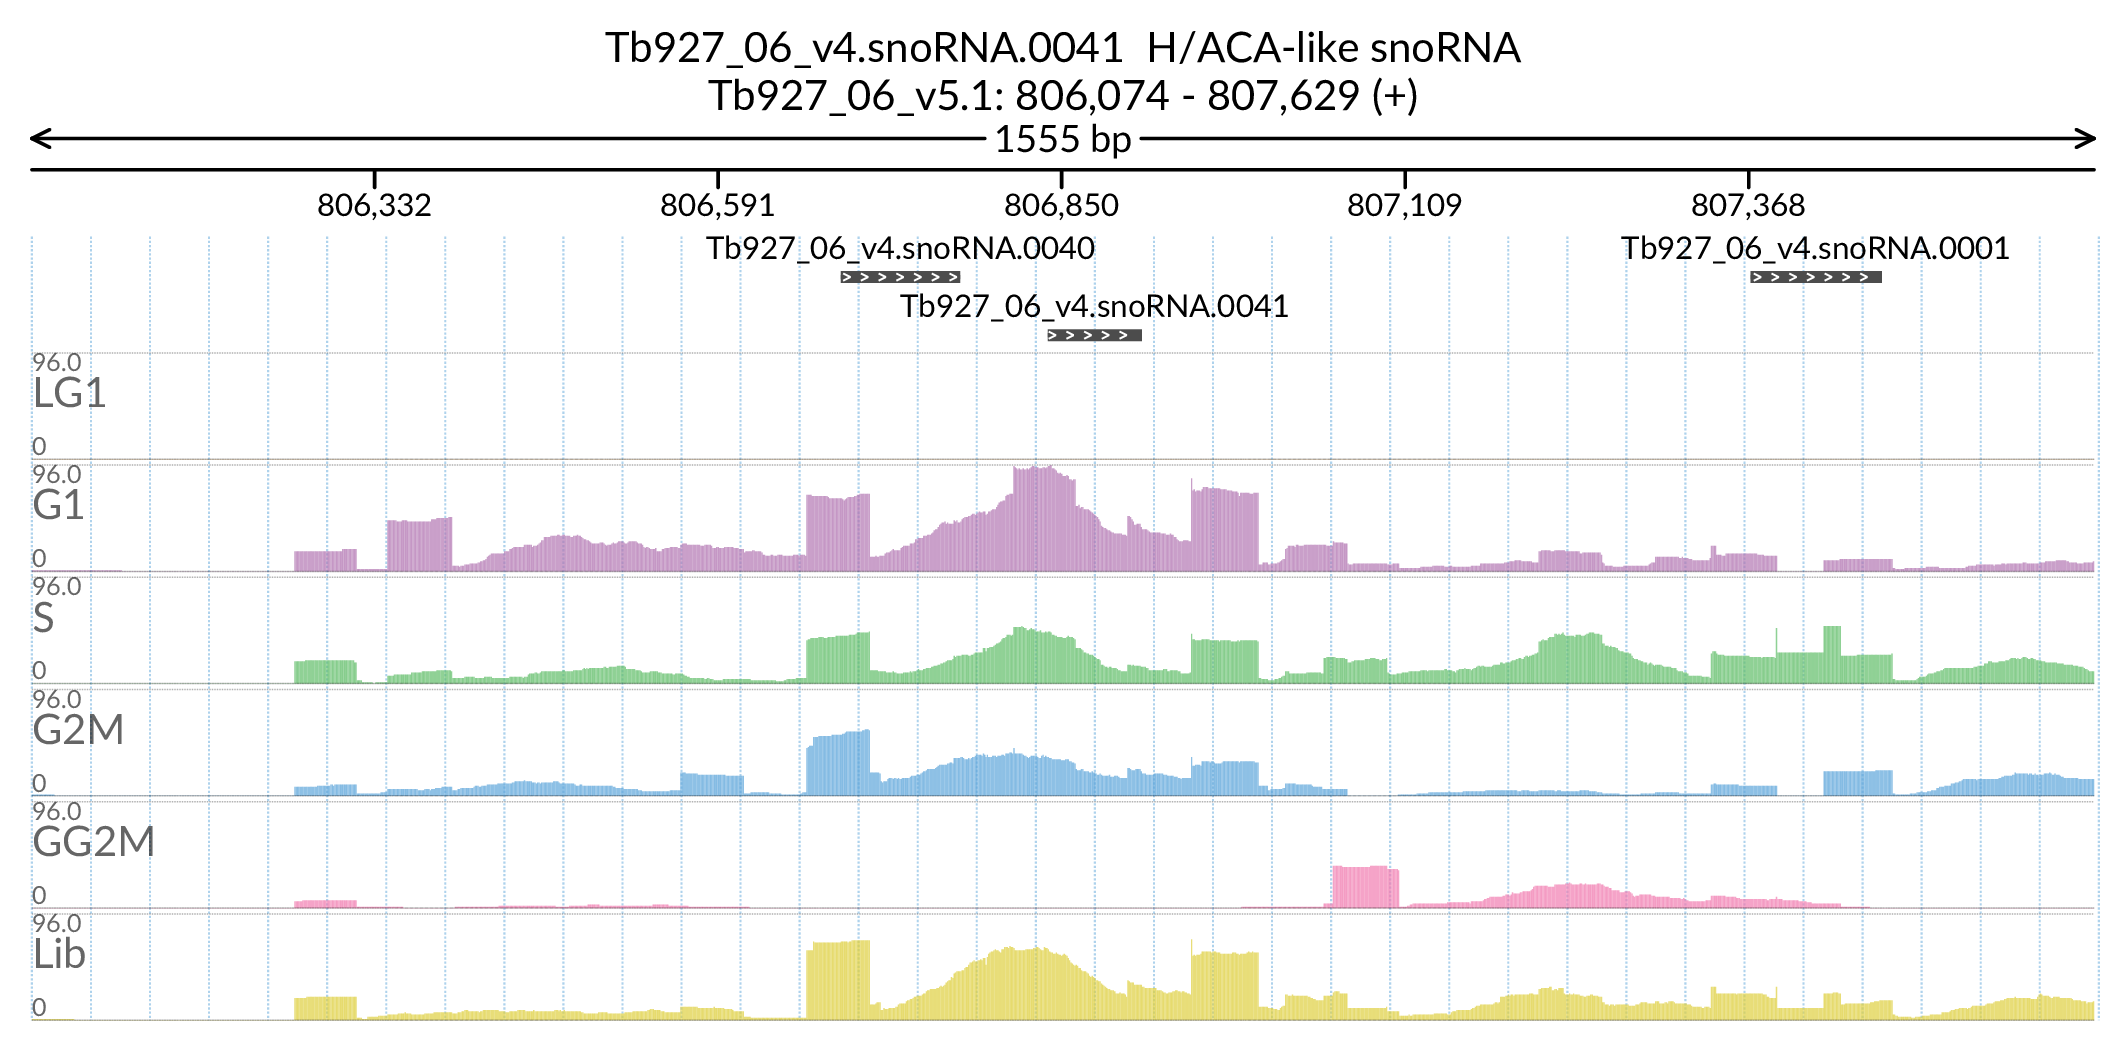 Tb927_06_v4.snoRNA.0041 H/ACA-like snoRNA
Tb927_06_v5.1: 806,074 - 807,629 (+)
1555 bp
806,332 806,591 806,850 807,109 807,368
Tb927_06_v4.snoRNA.0040 Tb927_06_v4.snoRNA.0001
Tb927_06_v4.snoRNA.0041
96.0
LG1
0
96.0
G1
0
96.0
S
0
96.0
G2M
0
96.0
GG2M
0
96.0
Lib
0